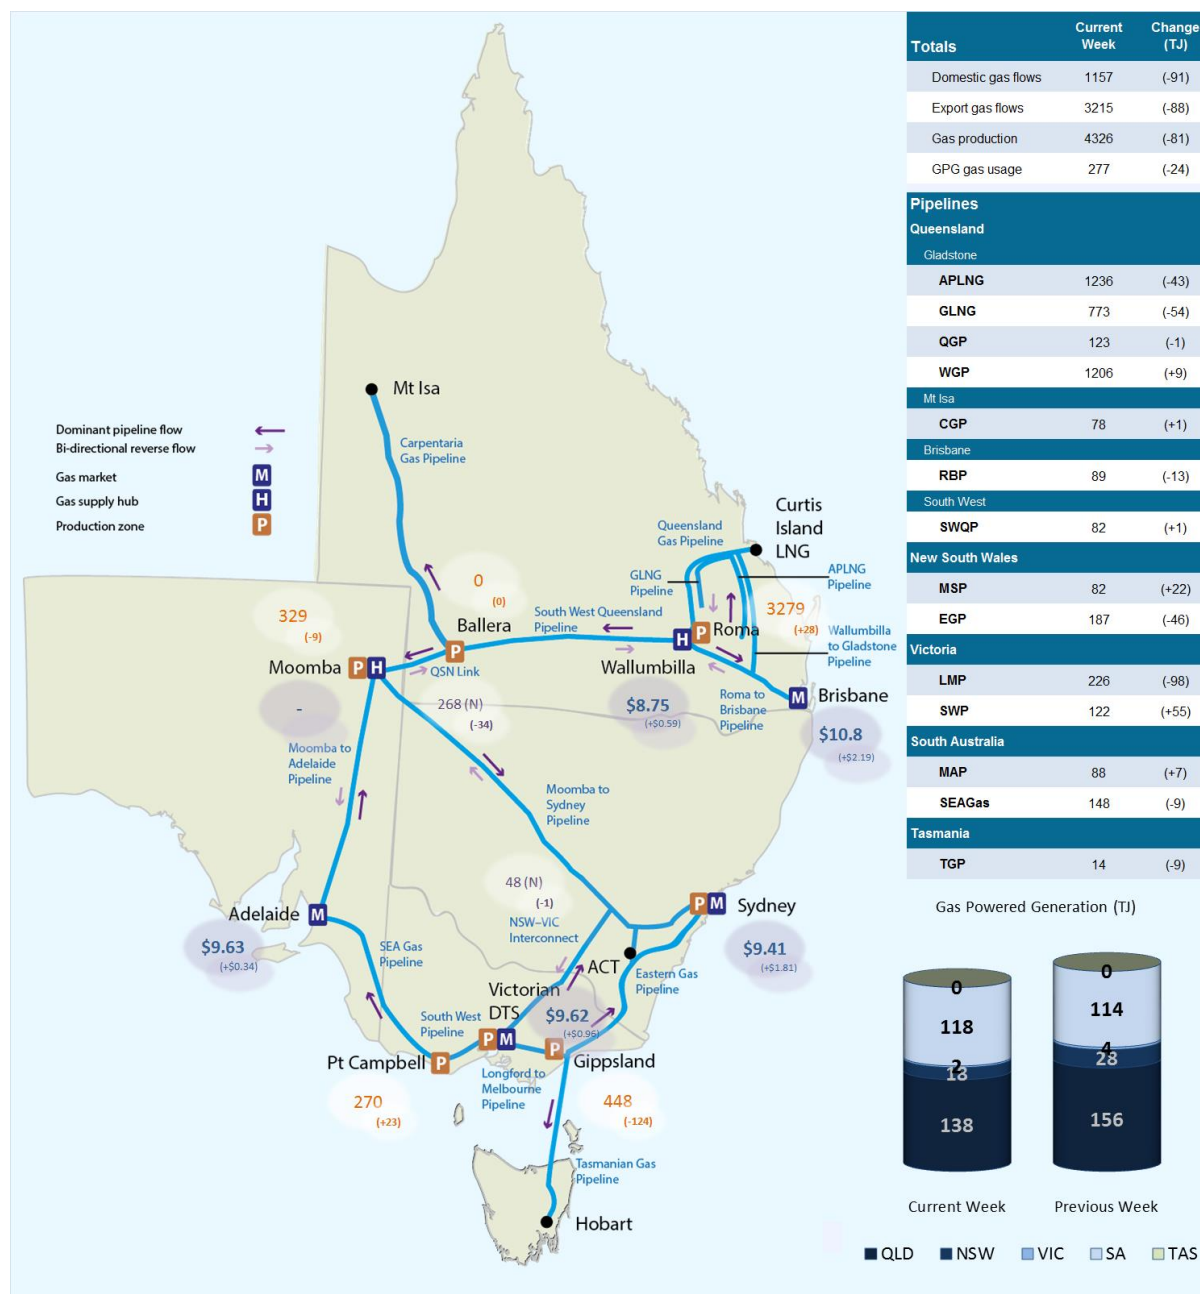 Totals Current Week Change (TJ)
Domestic gas flows 1157 (-91)
Export gas flows 3215 (-88)
Gas production 4326 (-81)
GPG gas usage 277 (-24)
Pipelines
Queensland
Gladstone
APLNG 1236 (-43)
GLNG 773 (-54)
QGP 123 (-1)
WGP 1206 (+9)
Mt Isa
CGP 78 (+1)
Brisbane
RBP 89 (-13)
South West
SWQP 82 (+1)
New South Wales
MSP 82 (+22)
EGP 187 (-46)
Victoria
LMP 226 (-98)
SWP 122 (+55)
South Australia
MAP 88 (+7)
SEAGas 148 (-9)
Tasmania
TGP 14 (-9)
Mt Isa
Carpentaria
Gas Pipeline
Dominant pipeline flow
Bi-directional reverse flow
Gas market M
Gas supply hub H
Production zone P
Curtis
Island
LNG
Queensland
Gas Pipeline
GLNG
Pipeline
APLNG
Pipeline
0
(0)
329
(-9)
3279
(+28)
South West Queensland
Pipeline
Ballera
P
H P Roma
Wallumbilla
to Gladstone
Pipeline
Moomba P H
QSN Link
Wallumbilla
-
268 (N)
(-34)
$8.75
(+$0.59)
Roma to
Brisbane
Pipeline
M Brisbane
$10.8
(+$2.19)
Moomba to
Adelaide
Pipeline
Moomba to
Sydney
Pipeline
48 (N)
(-1)
NSW–VIC
Interconnect
Adelaide M
$9.63
(+$0.34)
P M Sydney
$9.41
(+$1.81)
SEA Gas
Pipeline
ACT
Eastern Gas
Pipeline
Victorian
DTS
$9.62
(+$0.96)
South West
Pipeline
P M
P
Gippsland
Pt Campbell P
Longford to
Melbourne
Pipeline
270
(+23)
448
(-124)
Tasmanian Gas
Pipeline
Hobart
Gas Powered Generation (TJ)
0
118
2
18
138
0
114
4
28
156
Current Week
Previous Week
QLD NSW VIC SA TAS